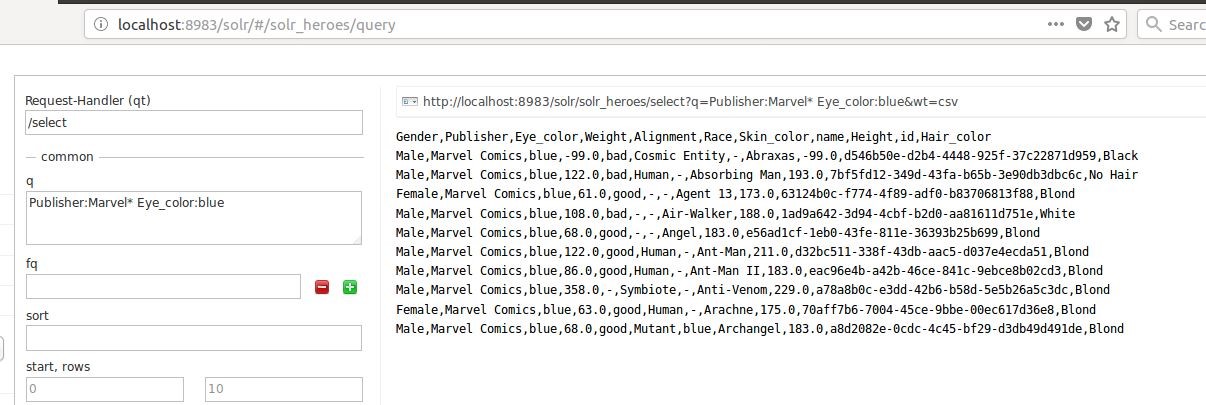 localhost:8983/solr/#/solr_heroes/query
Searc
Request-Handler (qt)
/select
common
q
Publisher:Marvel* Eye_color:blue
fq
sort
start, rows
0
10
http://localhost:8983/solr/solr_heroes/select?q=Publisher:Marvel* Eye_color:blue&wt=csv
Gender,Publisher,Eye_color,Weight,Alignment,Race,Skin_color,name,Height,id,Hair_color
Male,Marvel Comics,blue,-99.0,bad,Cosmic Entity,-,Abraxas,-99.0,d546b50e-d2b4-4448-925f-37c22871d959,Black
Male,Marvel Comics,blue,122.0,bad,Human,-,Absorbing Man,193.0,7bf5fd12-349d-43fa-b65b-3e90db3dbc6c,No Hair
Female,Marvel Comics,blue,61.0,good,-,-,Agent 13,173.0,63124b0c-f774-4f89-adf0-b83706813f88,Blond
Male,Marvel Comics,blue,108.0,bad,-,-,Air-Walker,188.0,1ad9a642-3d94-4cbf-b2d0-aa81611d751e,White
Male,Marvel Comics,blue,68.0,good,-,-,Angel,183.0,e56ad1cf-1eb0-43fe-811e-36393b25b699,Blond
Male,Marvel Comics,blue,122.0,good,Human,-,Ant-Man,211.0,d32bc511-338f-43db-aac5-d037e4ecda51,Blond
Male,Marvel Comics,blue,86.0,good,Human,-,Ant-Man II,183.0,eac96e4b-a42b-46ce-841c-9ebce8b02cd3,Blond
Male,Marvel Comics,blue,358.0,-,Symbiote,-,Anti-Venom,229.0,a78a8b0c-e3dd-42b6-b58d-5e5b26a5c3dc,Blond
Female,Marvel Comics,blue,63.0,good,Human,-,Arachne,175.0,70aff7b6-7004-45ce-9bbe-00ec617d36e8,Blond
Male,Marvel Comics,blue,68.0,good,Mutant,blue,Archangel,183.0,a8d2082e-0cdc-4c45-bf29-d3db49d491de,Blond